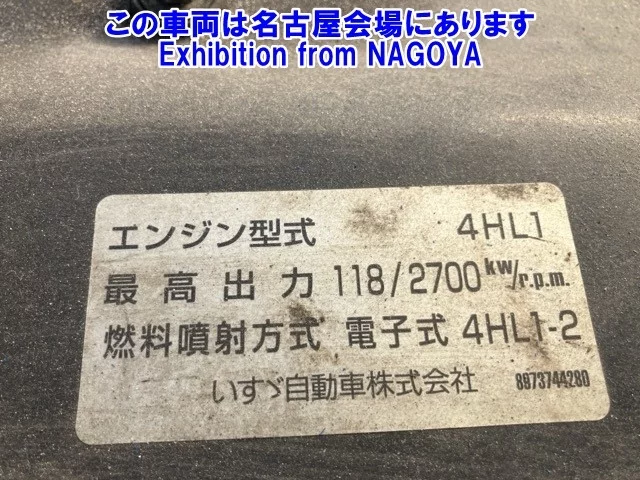 この車両は名古屋会場にあります
Exhibition from NAGOYA
エンジン型式 4HL1
最高出力 118/2700 kw/r.p.m.
燃料噴射方式 電子式 4HL1-2
いすゞ自動車株式会社 8973744280